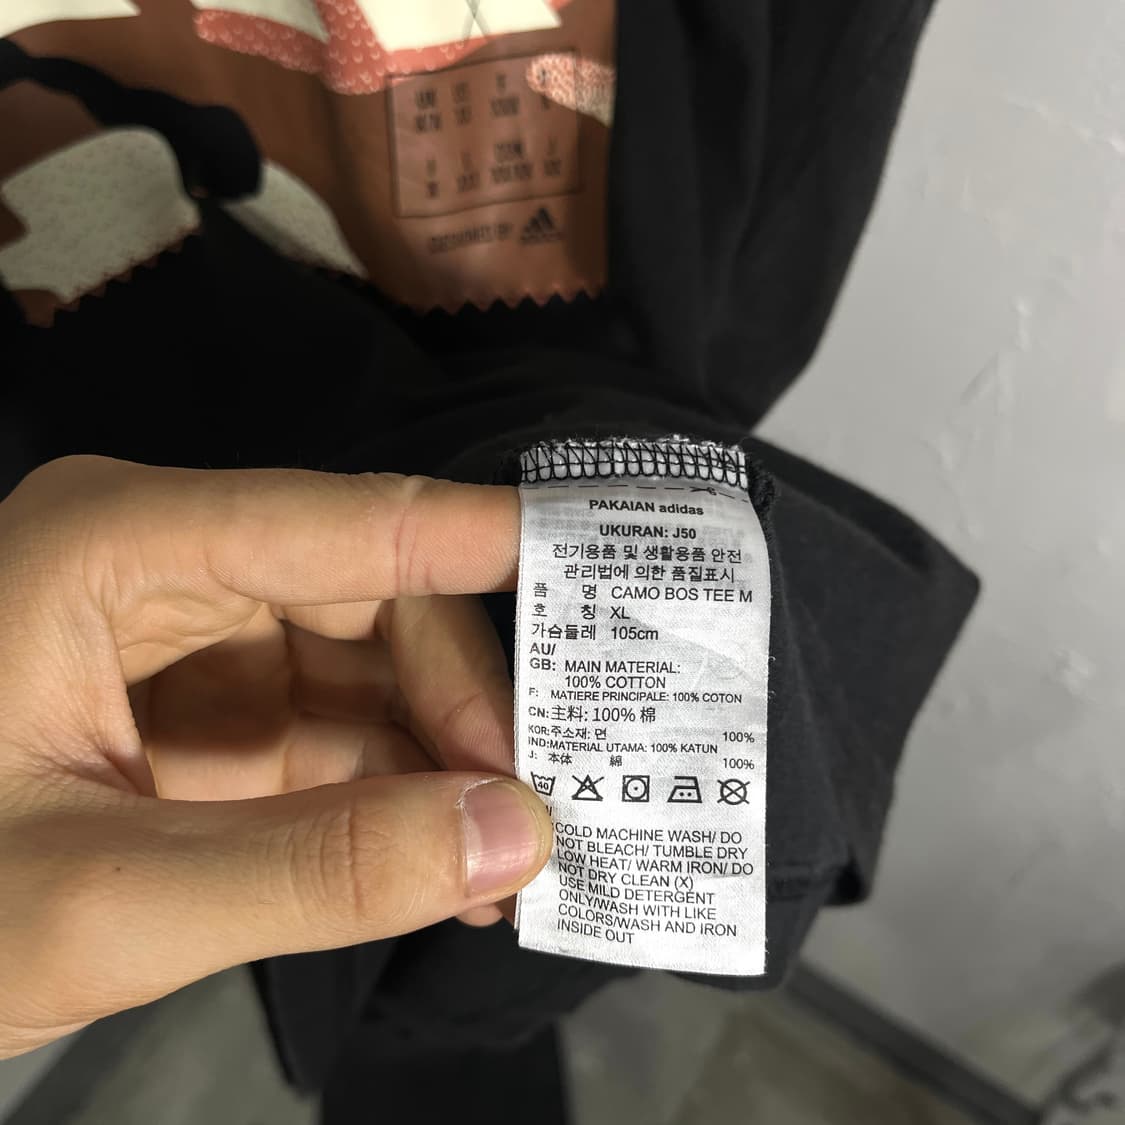 DESIGNED BY adidas
PAKAIAN adidas
UKURAN: J50
전기용품 및 생활용품 안전
관리법에 의한 품질표시
품 명 CAMO BOS TEE M
호 칭 XL
가슴둘레 105cm
AU/
GB: MAIN MATERIAL:
100% COTTON
F: MATIERE PRINCIPALE: 100% COTON
CN: 主料: 100% 棉
KOR: 주소재: 면 100%
IND: MATERIAL UTAMA: 100% KATUN
J: 本体 綿 100%
40
COLD MACHINE WASH/ DO
NOT BLEACH/ TUMBLE DRY
LOW HEAT/ WARM IRON/ DO
NOT DRY CLEAN (X)
USE MILD DETERGENT
ONLY/WASH WITH LIKE
COLORS/WASH AND IRON
INSIDE OUT